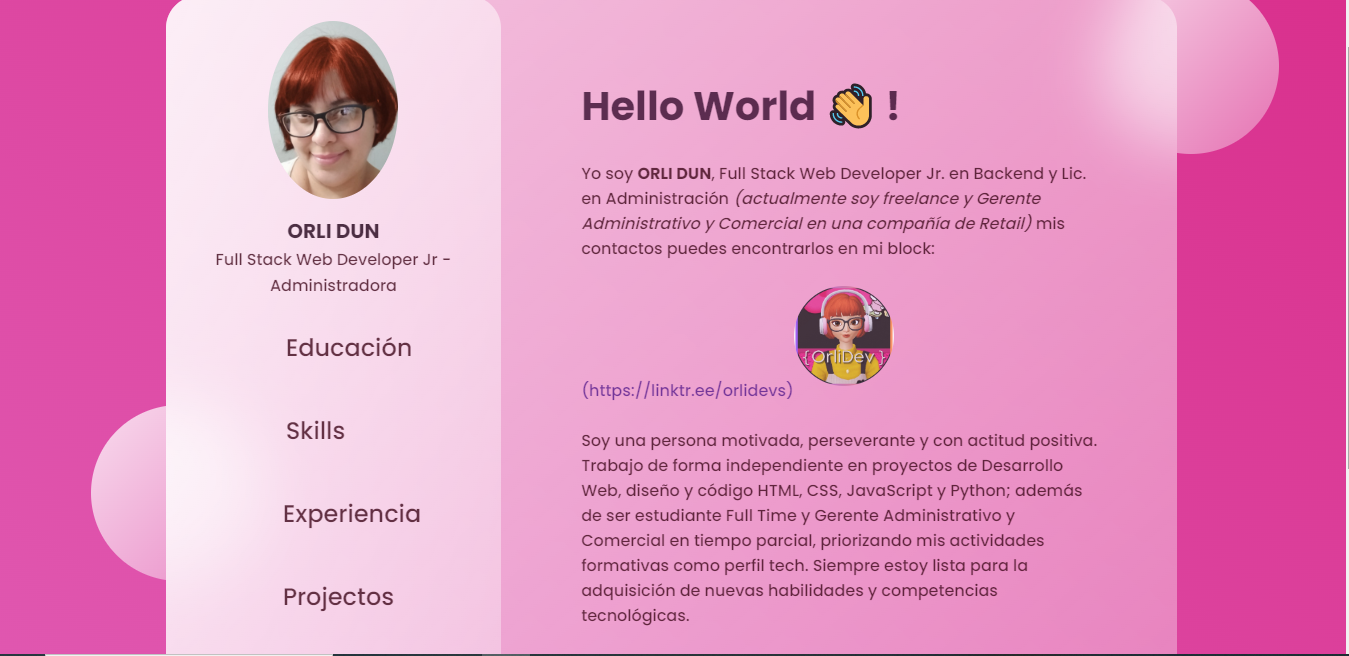 ORLI DUN
Full Stack Web Developer Jr -
Administradora
Educación
Skills
Experiencia
Projectos
Hello World 👋 !
Yo soy ORLI DUN, Full Stack Web Developer Jr. en Backend y Lic.
en Administración (actualmente soy freelance y Gerente
Administrativo y Comercial en una compañía de Retail) mis
contactos puedes encontrarlos en mi block:
{OrliDev}
(https://linktr.ee/orlidevs)
Soy una persona motivada, perseverante y con actitud positiva.
Trabajo de forma independiente en proyectos de Desarrollo
Web, diseño y código HTML, CSS, JavaScript y Python; además
de ser estudiante Full Time y Gerente Administrativo y
Comercial en tiempo parcial, priorizando mis actividades
formativas como perfil tech. Siempre estoy lista para la
adquisición de nuevas habilidades y competencias
tecnológicas.